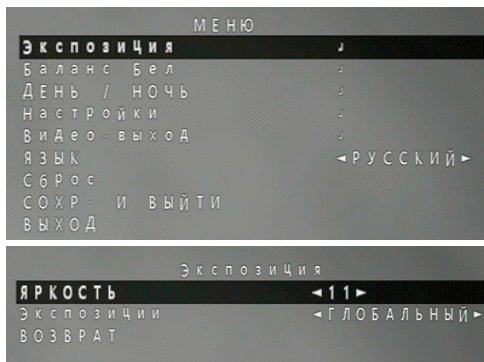 МЕНЮ
Экспозиция ↲
Баланс Бел ↲
ДЕНЬ / НОЧЬ ↲
Настройки ↲
Видео-выход ↲
ЯЗЫК ◄РУССКИЙ►
Сброс
СОХР- И ВЫЙТИ
ВЫХОД
Экспозиция
ЯРКОСТЬ ◄11►
Экспозиции ◄ГЛОБАЛЬНЫЙ►
ВОЗВРАТ